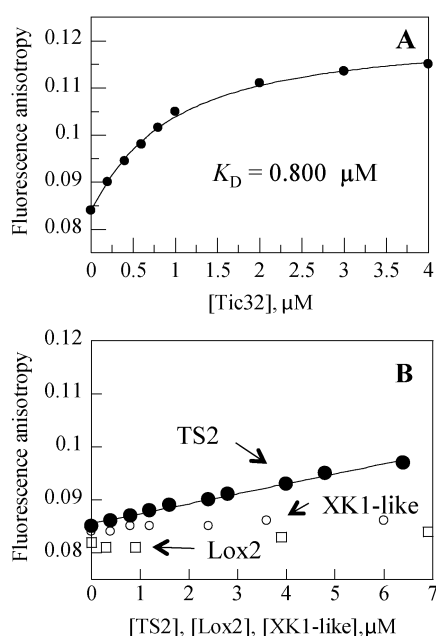 0.12
A
0.11
0.1
0.09
0.08
Fluorescence anisotropy
K_D = 0.800 μM
0 0.5 1 1.5 2 2.5 3 3.5 4
[Tic32], μM
0.12
B
0.11
0.1
0.09
0.08
Fluorescence anisotropy
TS2
XK1-like
Lox2
0 1 2 3 4 5 6 7
[TS2], [Lox2], [XK1-like],μM